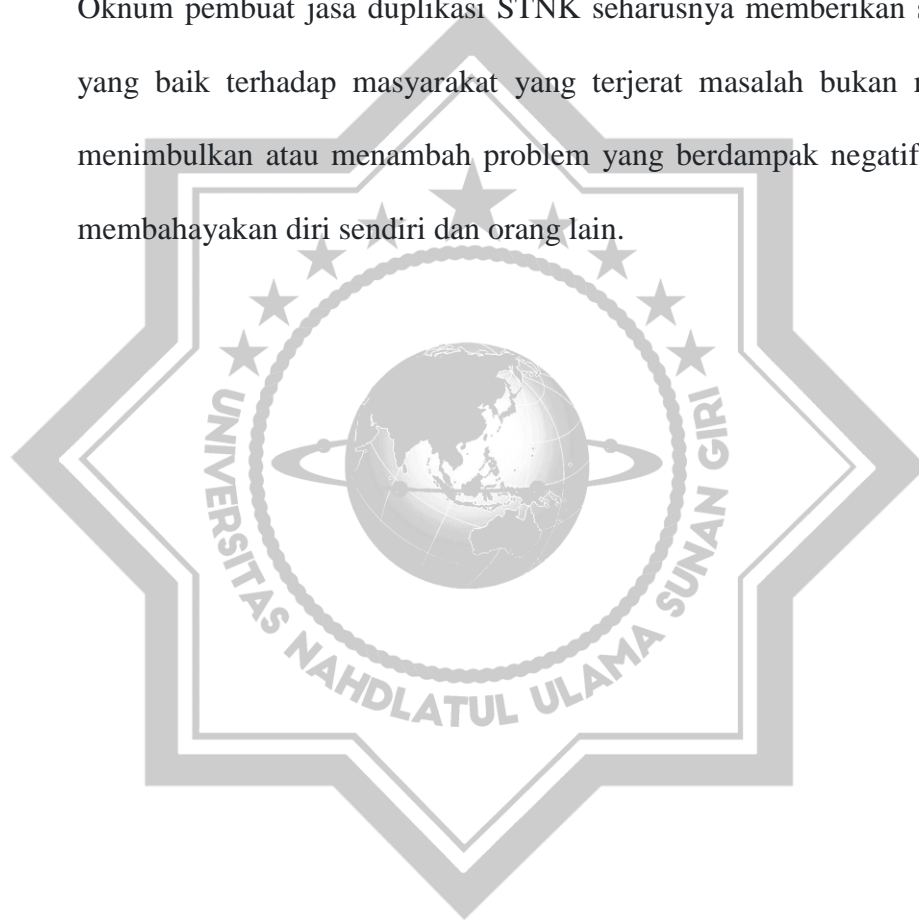 Oknum pembuat jasa duplikasi STNK seharusnya memberikan
yang baik terhadap masyarakat yang terjerat masalah bukan
menimbulkan atau menambah problem yang berdampak negatif
membahayakan diri sendiri dan orang lain.
UNIVERSITAS NAHDLATUL ULAMA SUNAN GIRI